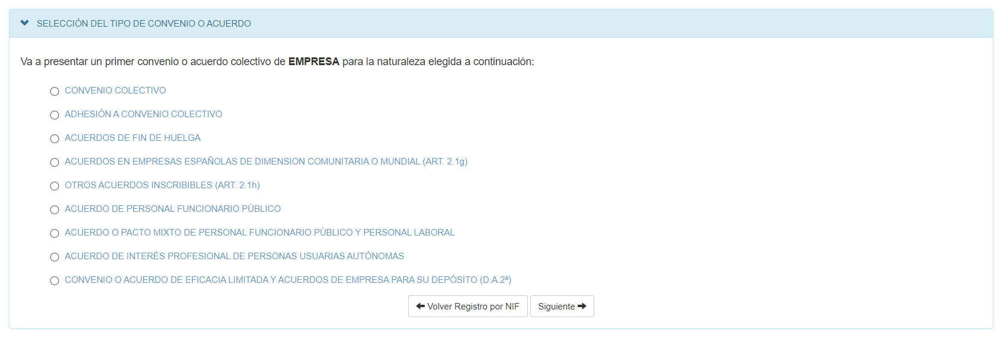 SELECCIÓN DEL TIPO DE CONVENIO O ACUERDO
Va a presentar un primer convenio o acuerdo colectivo de EMPRESA para la naturaleza elegida a continuación:
CONVENIO COLECTIVO
ADHESIÓN A CONVENIO COLECTIVO
ACUERDOS DE FIN DE HUELGA
ACUERDOS EN EMPRESAS ESPAÑOLAS DE DIMENSION COMUNITARIA O MUNDIAL (ART. 2.1g)
OTROS ACUERDOS INSCRIBIBLES (ART. 2.1h)
ACUERDO DE PERSONAL FUNCIONARIO PÚBLICO
ACUERDO O PACTO MIXTO DE PERSONAL FUNCIONARIO PÚBLICO Y PERSONAL LABORAL
ACUERDO DE INTERÉS PROFESIONAL DE PERSONAS USUARIAS AUTÓNOMAS
CONVENIO O ACUERDO DE EFICACIA LIMITADA Y ACUERDOS DE EMPRESA PARA SU DEPÓSITO (D.A.2ª)
Volver Registro por NIF Siguiente